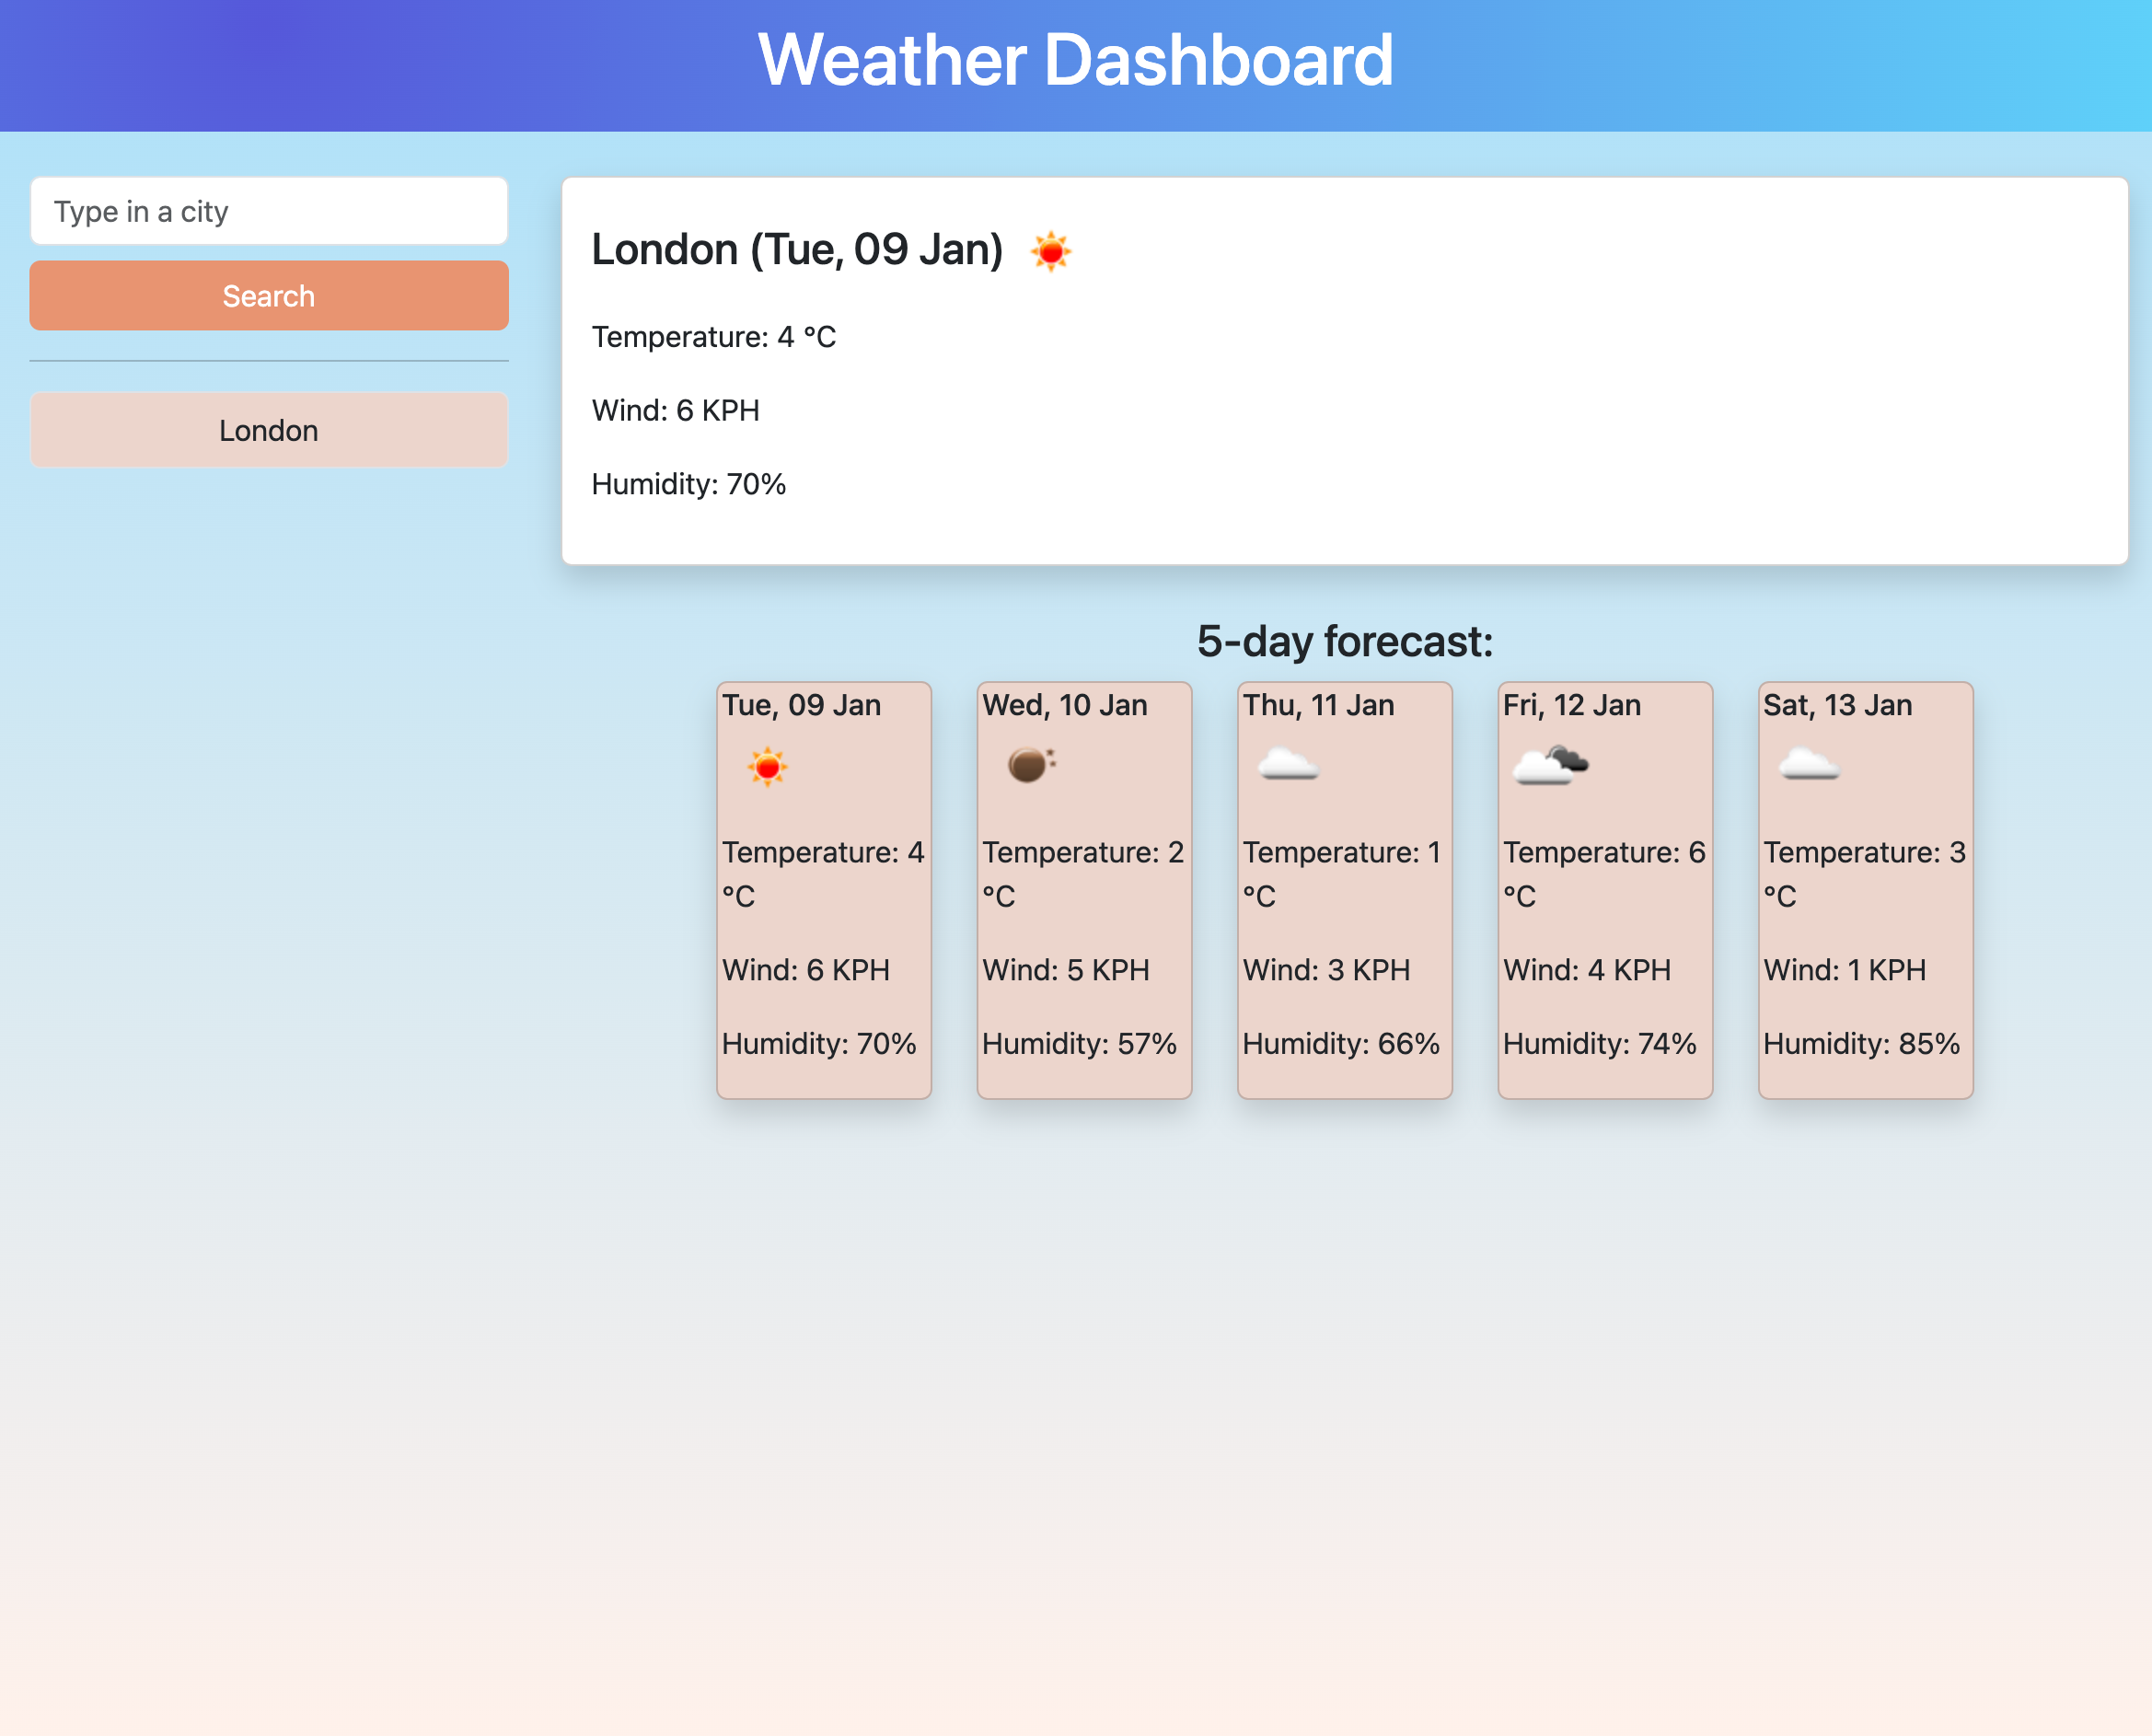 Weather Dashboard
Type in a city
Search
London
London (Tue, 09 Jan)
Temperature: 4 °C
Wind: 6 KPH
Humidity: 70%
5-day forecast:
Tue, 09 Jan
Temperature: 4
°C
Wind: 6 KPH
Humidity: 70%
Wed, 10 Jan
Temperature: 2
°C
Wind: 5 KPH
Humidity: 57%
Thu, 11 Jan
Temperature: 1
°C
Wind: 3 KPH
Humidity: 66%
Fri, 12 Jan
Temperature: 6
°C
Wind: 4 KPH
Humidity: 74%
Sat, 13 Jan
Temperature: 3
°C
Wind: 1 KPH
Humidity: 85%